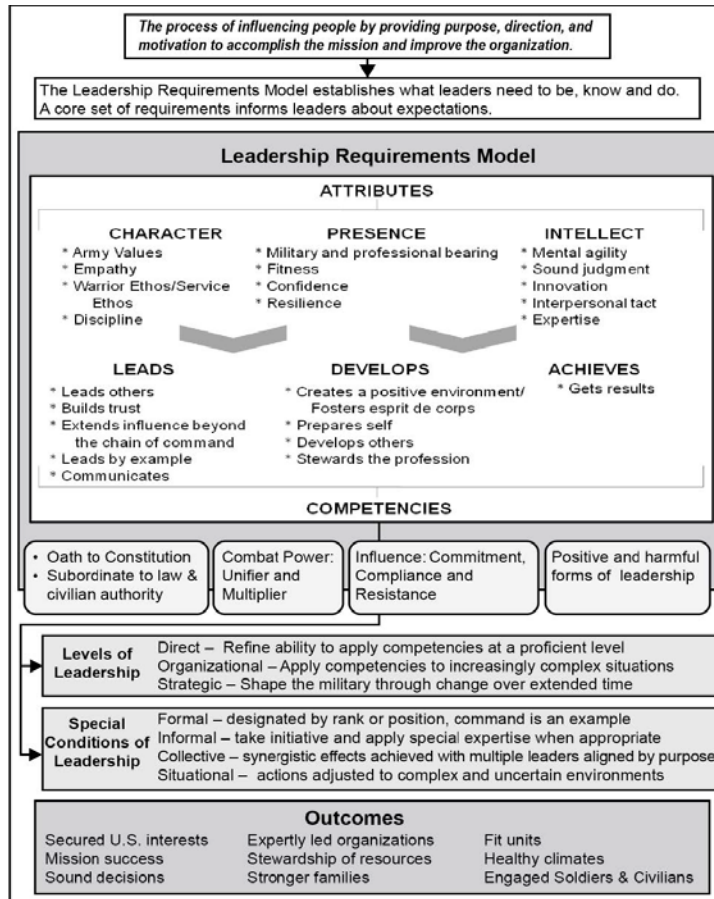 The process of influencing people by providing purpose, direction, and
motivation to accomplish the mission and improve the organization.
The Leadership Requirements Model establishes what leaders need to be, know and do.
A core set of requirements informs leaders about expectations.
Leadership Requirements Model
ATTRIBUTES
CHARACTER
* Army Values
* Empathy
* Warrior Ethos/Service
Ethos
* Discipline
PRESENCE
* Military and professional bearing
* Fitness
* Confidence
* Resilience
INTELLECT
* Mental agility
* Sound judgment
* Innovation
* Interpersonal tact
* Expertise
LEADS
* Leads others
* Builds trust
* Extends influence beyond
the chain of command
* Leads by example
* Communicates
DEVELOPS
* Creates a positive environment/
Fosters esprit de corps
* Prepares self
* Develops others
* Stewards the profession
ACHIEVES
* Gets results
COMPETENCIES
• Oath to Constitution
• Subordinate to law &
civilian authority
Combat Power:
Unifier and
Multiplier
Influence: Commitment,
Compliance and
Resistance
Positive and harmful
forms of leadership
Levels of
Leadership
Direct – Refine ability to apply competencies at a proficient level
Organizational – Apply competencies to increasingly complex situations
Strategic – Shape the military through change over extended time
Special
Conditions of
Leadership
Formal – designated by rank or position, command is an example
Informal – take initiative and apply special expertise when appropriate
Collective – synergistic effects achieved with multiple leaders aligned by purpose
Situational – actions adjusted to complex and uncertain environments
Outcomes
Secured U.S. interests
Mission success
Sound decisions
Expertly led organizations
Stewardship of resources
Stronger families
Fit units
Healthy climates
Engaged Soldiers & Civilians